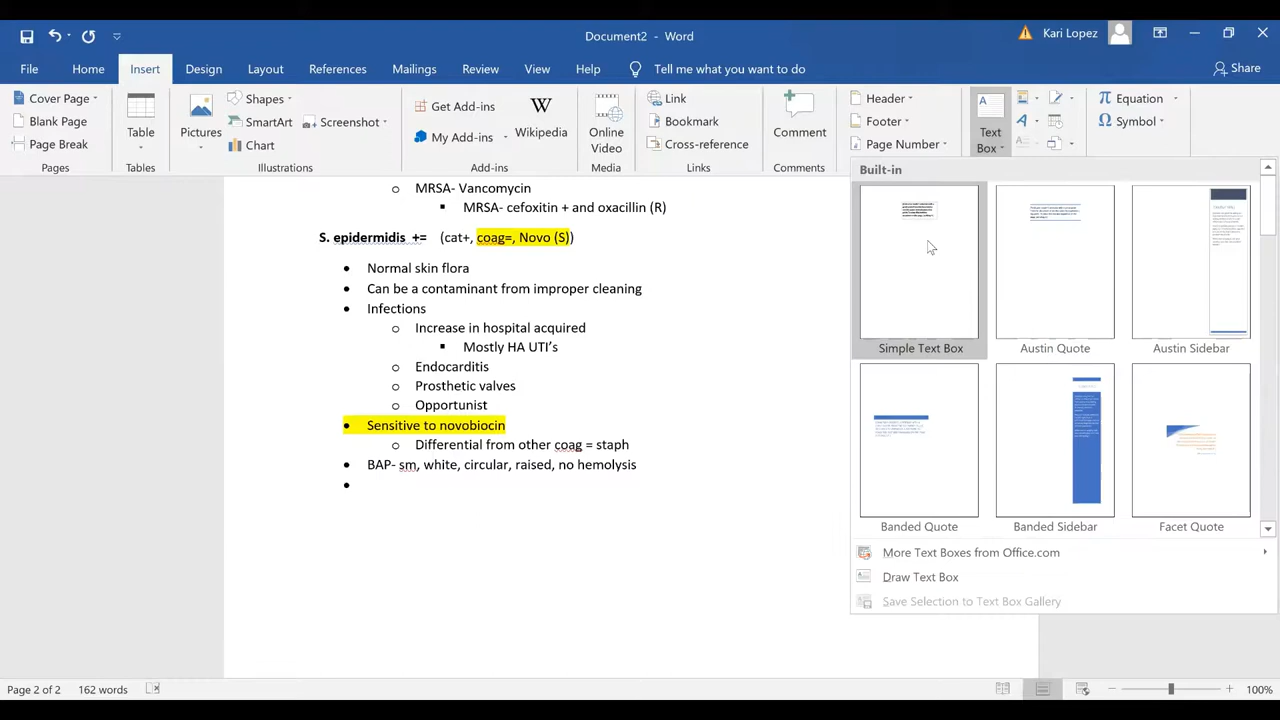 Document2 - Word
Kari Lopez
File Home Insert Design Layout References Mailings Review View Help Tell me what you want to do Share
Cover Page
Blank Page
Page Break
Pages
Table
Tables
Pictures
Shapes
SmartArt
Chart
Screenshot
Illustrations
Get Add-ins
My Add-ins
Wikipedia
Add-ins
Online
Video
Media
Link
Bookmark
Cross-reference
Links
Comment
Comments
Header
Footer
Page Number
Text
Box
Equation
Symbol
Built-in
Simple Text Box
Austin Quote
Austin Sidebar
Banded Quote
Banded Sidebar
Facet Quote
More Text Boxes from Office.com
Draw Text Box
Save Selection to Text Box Gallery
o MRSA- Vancomycin
▪ MRSA- cefoxitin + and oxacillin (R)
S. epidermidis += (cat+, coag=, Novo (S))
• Normal skin flora
• Can be a contaminant from improper cleaning
• Infections
o Increase in hospital acquired
▪ Mostly HA UTI's
o Endocarditis
o Prosthetic valves
o Opportunist
• Sensitive to novobiocin
o Differential from other coag = staph
• BAP- sm, white, circular, raised, no hemolysis
•
Page 2 of 2 162 words
100%